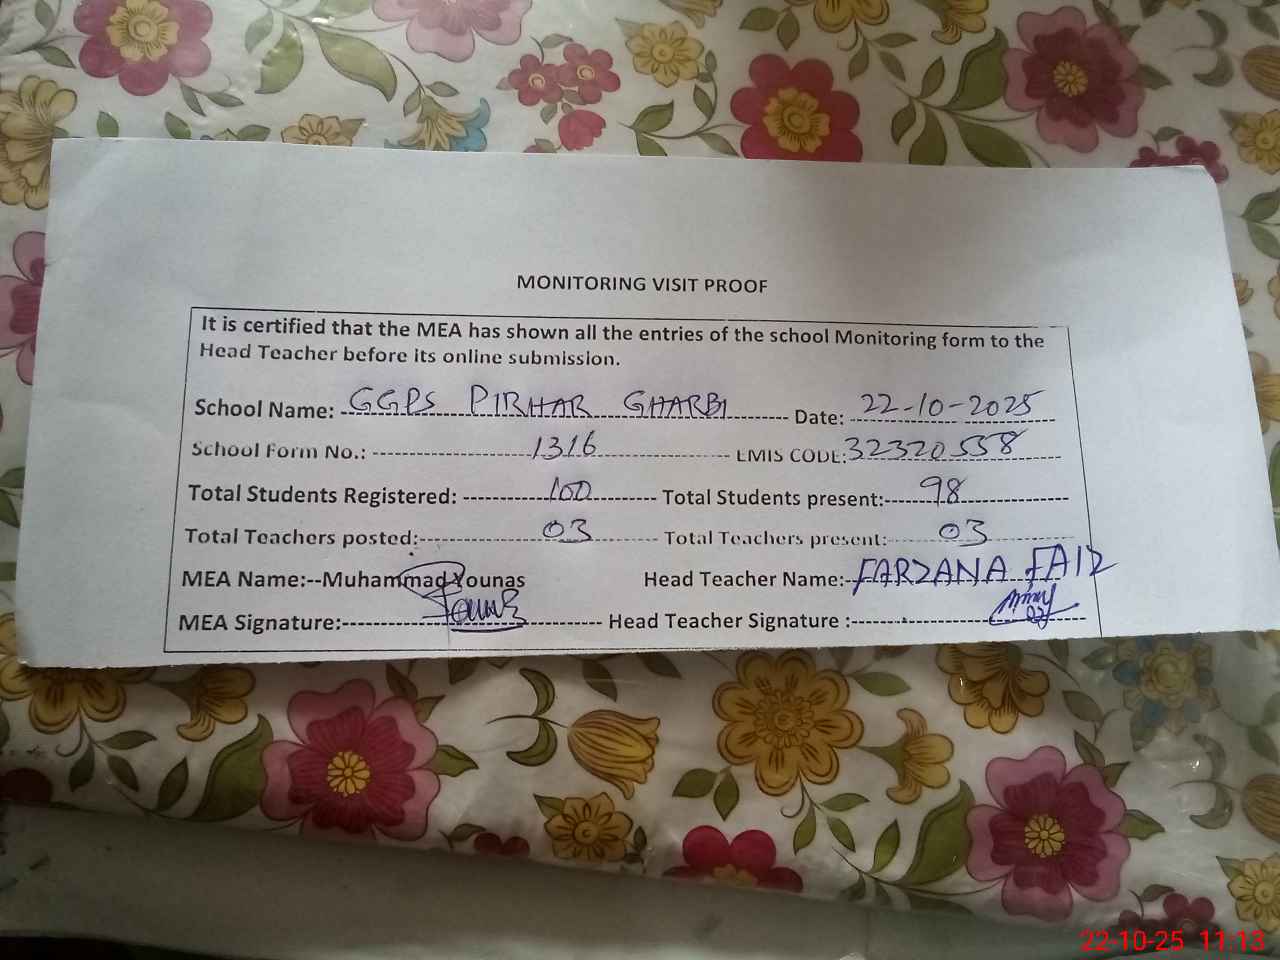 MONITORING VISIT PROOF
It is certified that the MEA has shown all the entries of the school Monitoring form to the
Head Teacher before its online submission.
School Name: GGPS PIRHAR GHARBI Date: 22-10-2025
School Form No.: 1316 EMIS CODE: 32320558
Total Students Registered: 100 Total Students present: 98
Total Teachers posted: 03 Total Teachers present: 03
MEA Name:--Muhammad Younas Head Teacher Name: FARZANA FAIZ
MEA Signature: Younas Head Teacher Signature :
22-10-25 11:13